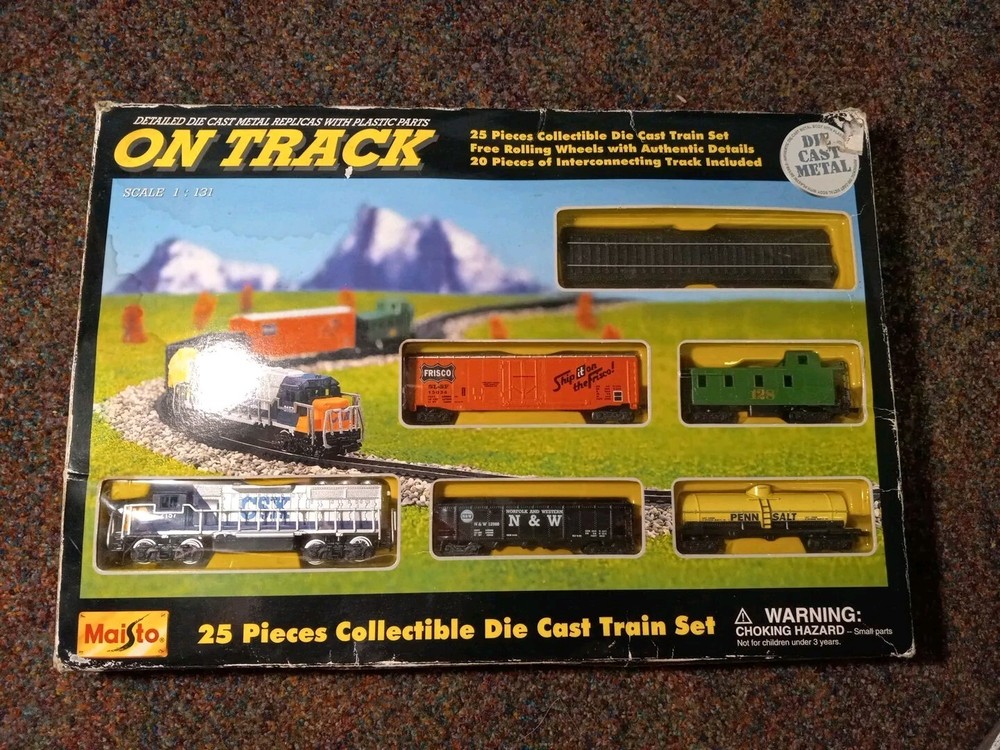 DETAILED DIE CAST METAL REPLICAS WITH PLASTIC PARTS
ON TRACK
SCALE 1 : 131
25 Pieces Collectible Die Cast Train Set
Free Rolling Wheels with Authentic Details
20 Pieces of Interconnecting Track Included
DIE
CAST
METAL
FRISCO
SL-SF
Ship it on
the Frisco!
128
CSX
NORFOLK AND WESTERN
N & W
PENN SALT
Maisto
25 Pieces Collectible Die Cast Train Set
WARNING:
CHOKING HAZARD – Small parts
Not for children under 3 years.